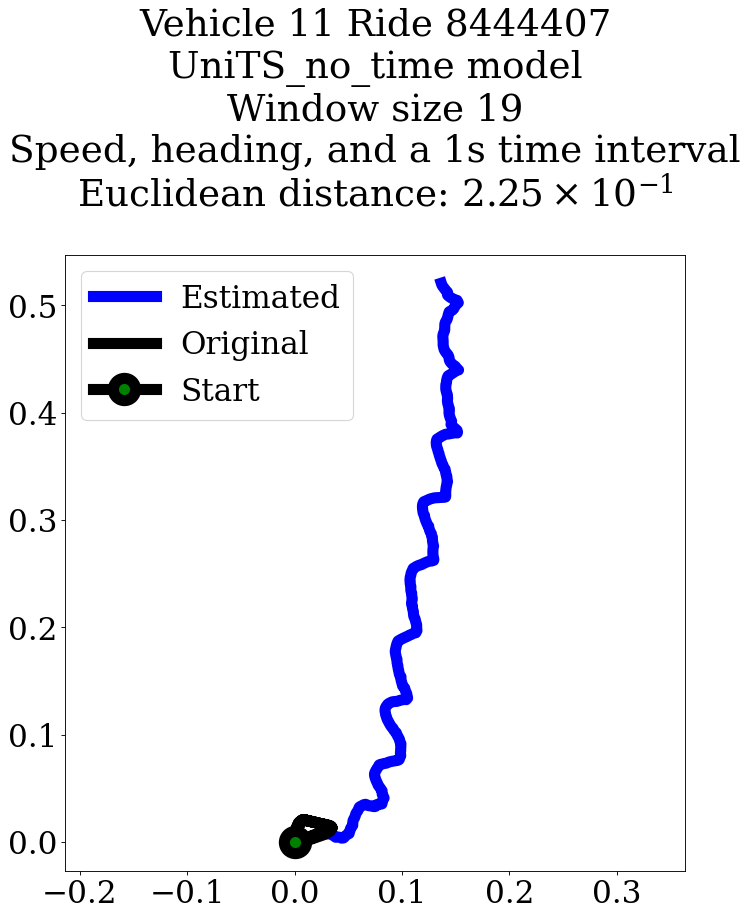 Vehicle 11 Ride 8444407
UniTS_no_time model
Window size 19
Speed, heading, and a 1s time interval
Euclidean distance: 2.25 × 10⁻¹
Estimated
Original
Start
0.5
0.4
0.3
0.2
0.1
0.0
−0.2 −0.1 0.0 0.1 0.2 0.3